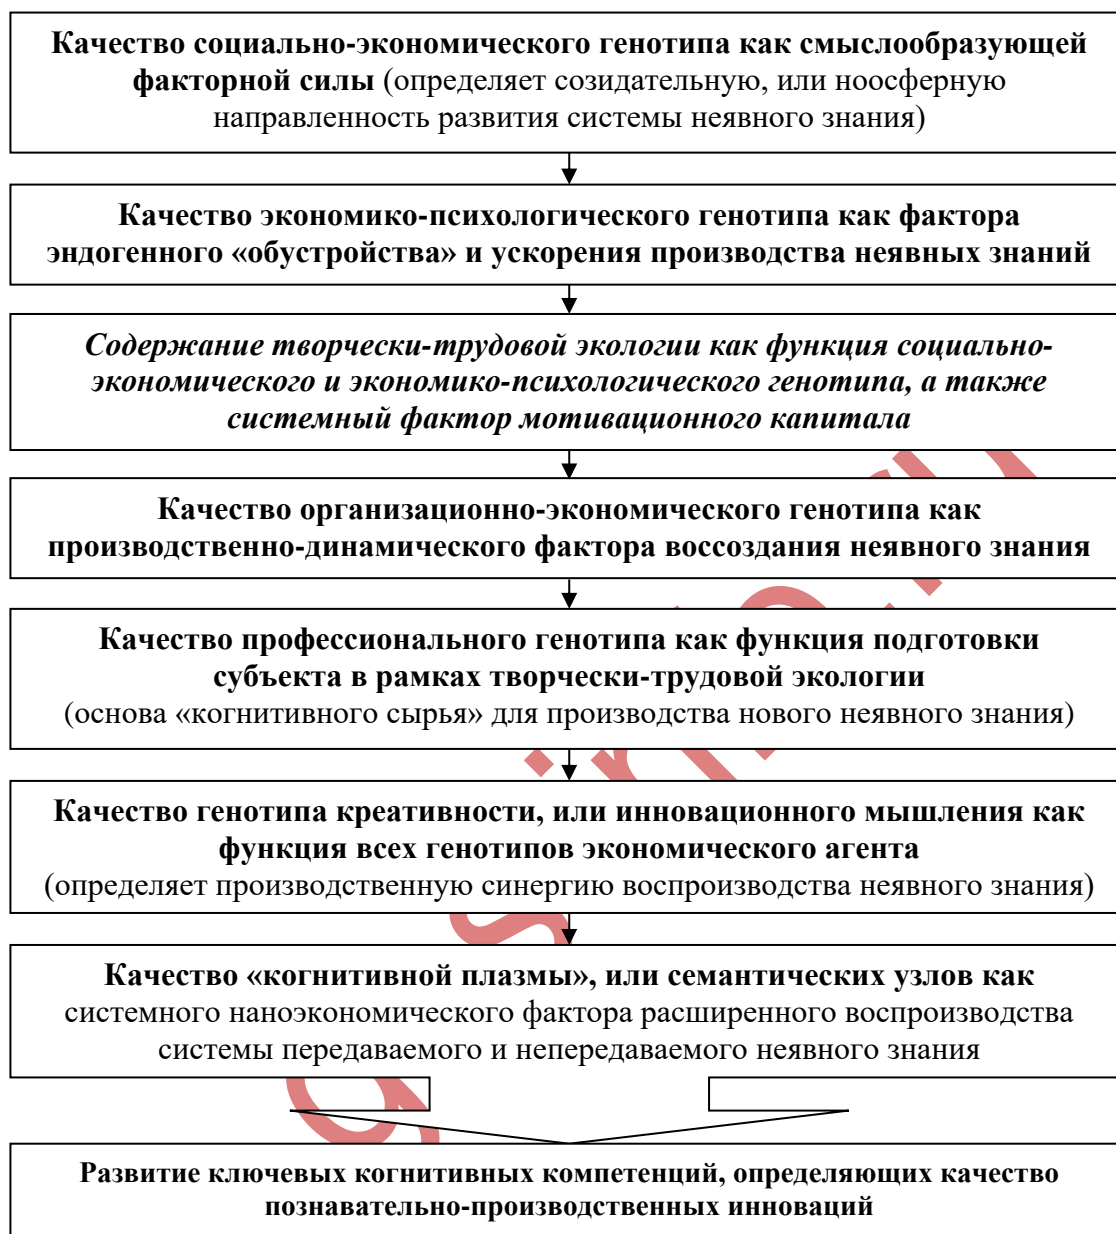 Качество социально-экономического генотипа как смыслообразующей
факторной силы (определяет созидательную, или ноосферную
направленность развития системы неявного знания)
Качество экономико-психологического генотипа как фактора
эндогенного «обустройства» и ускорения производства неявных знаний
Содержание творчески-трудовой экологии как функция социально-
экономического и экономико-психологического генотипа, а также
системный фактор мотивационного капитала
Качество организационно-экономического генотипа как
производственно-динамического фактора воссоздания неявного знания
Качество профессионального генотипа как функция подготовки
субъекта в рамках творчески-трудовой экологии
(основа «когнитивного сырья» для производства нового неявного знания)
Качество генотипа креативности, или инновационного мышления как
функция всех генотипов экономического агента
(определяет производственную синергию воспроизводства неявного знания)
Качество «когнитивной плазмы», или семантических узлов как
системного наноэкономического фактора расширенного воспроизводства
системы передаваемого и непередаваемого неявного знания
Развитие ключевых когнитивных компетенций, определяющих качество
познавательно-производственных инноваций